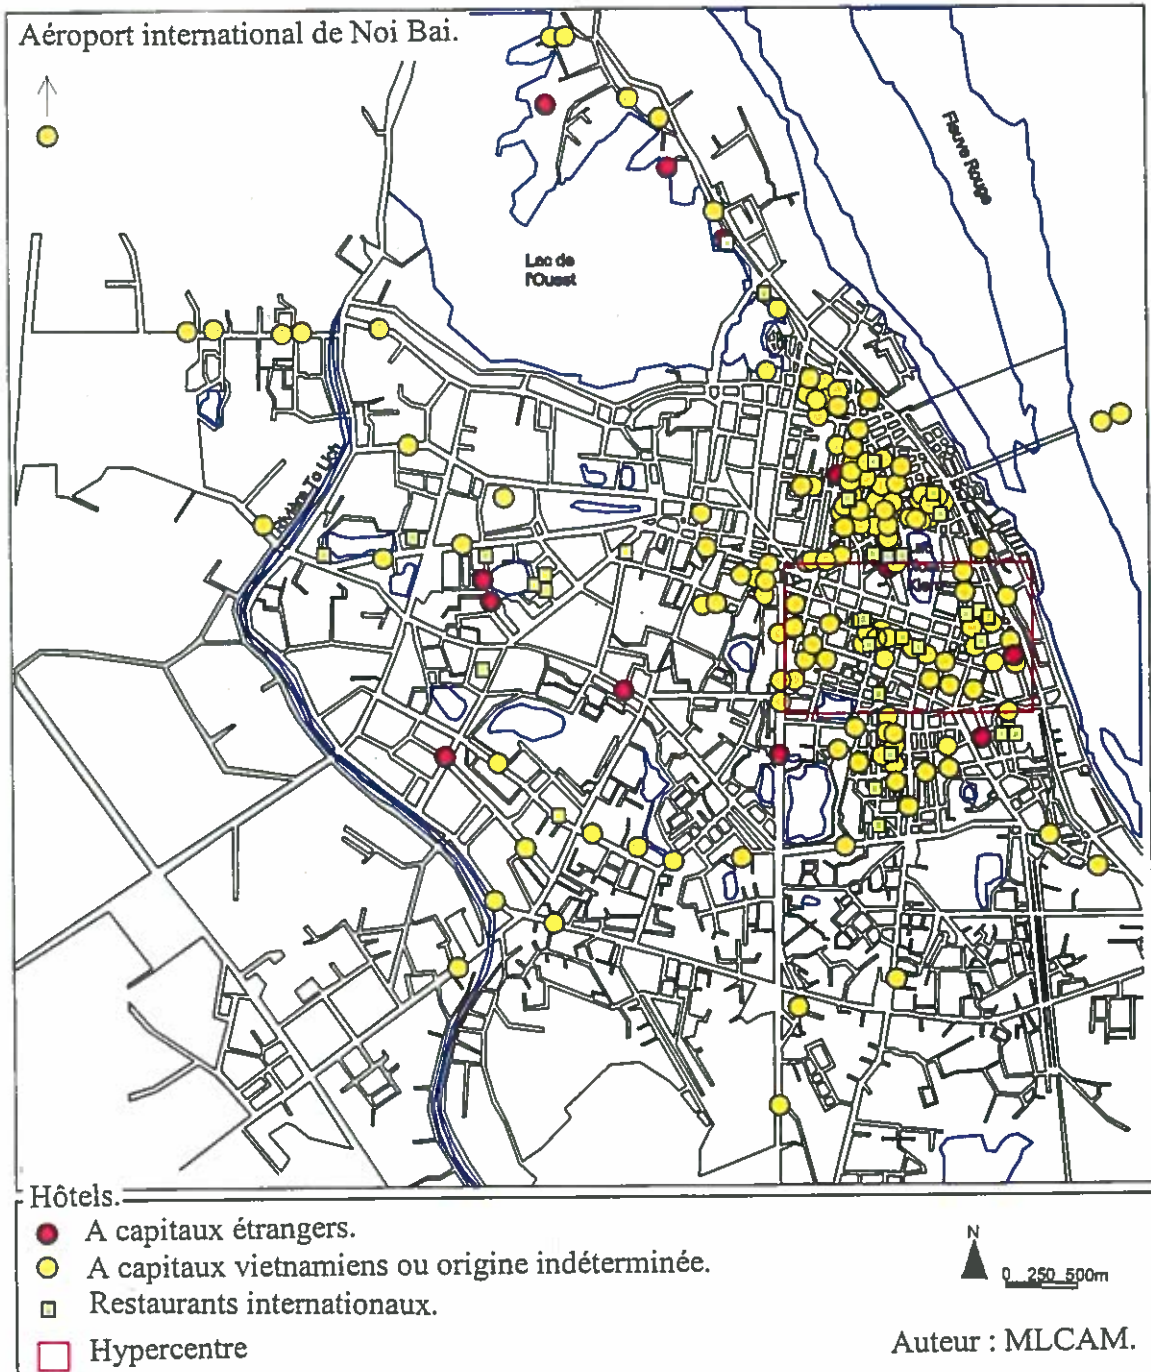 Aéroport international de Noi Bai.
Fleuve Rouge
Lac de
l'Ouest
To Lich
Hôtels.
A capitaux étrangers.
A capitaux vietnamiens ou origine indéterminée.
Restaurants internationaux.
Hypercentre
N
0 250 500m
Auteur : MLCAM.